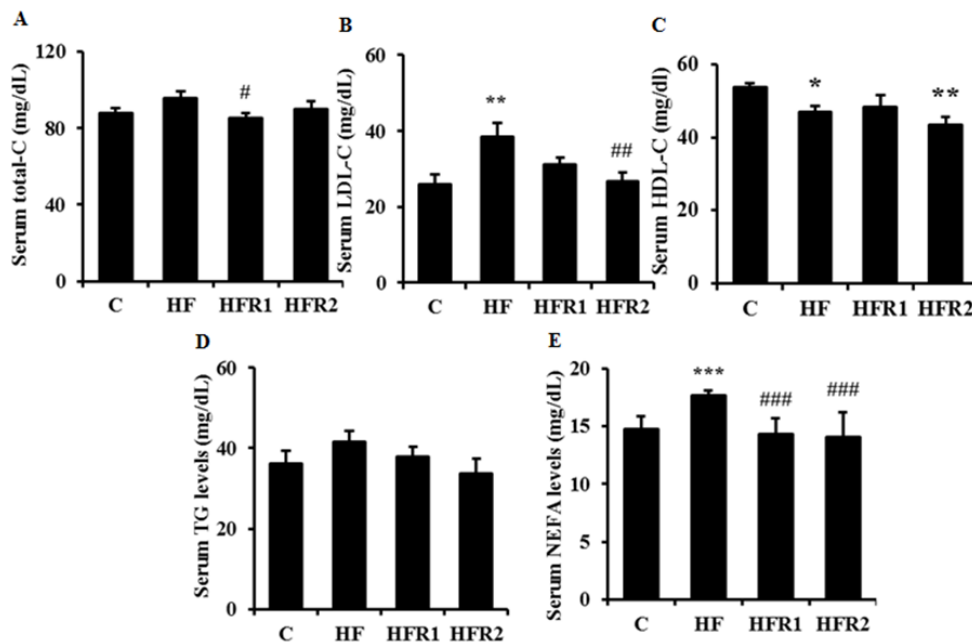 A
Serum total-C (mg/dL)
120
80
40
0
#
C HF HFR1 HFR2
B
Serum LDL-C (mg/dL)
60
40
20
0
**
##
C HF HFR1 HFR2
C
Serum HDL-C (mg/dl)
60
40
20
0
*
**
C HF HFR1 HFR2
D
Serum TG levels (mg/dL)
60
40
20
0
C HF HFR1 HFR2
E
Serum NEFA levels (mg/dL)
20
15
10
5
0
***
###
###
C HF HFR1 HFR2